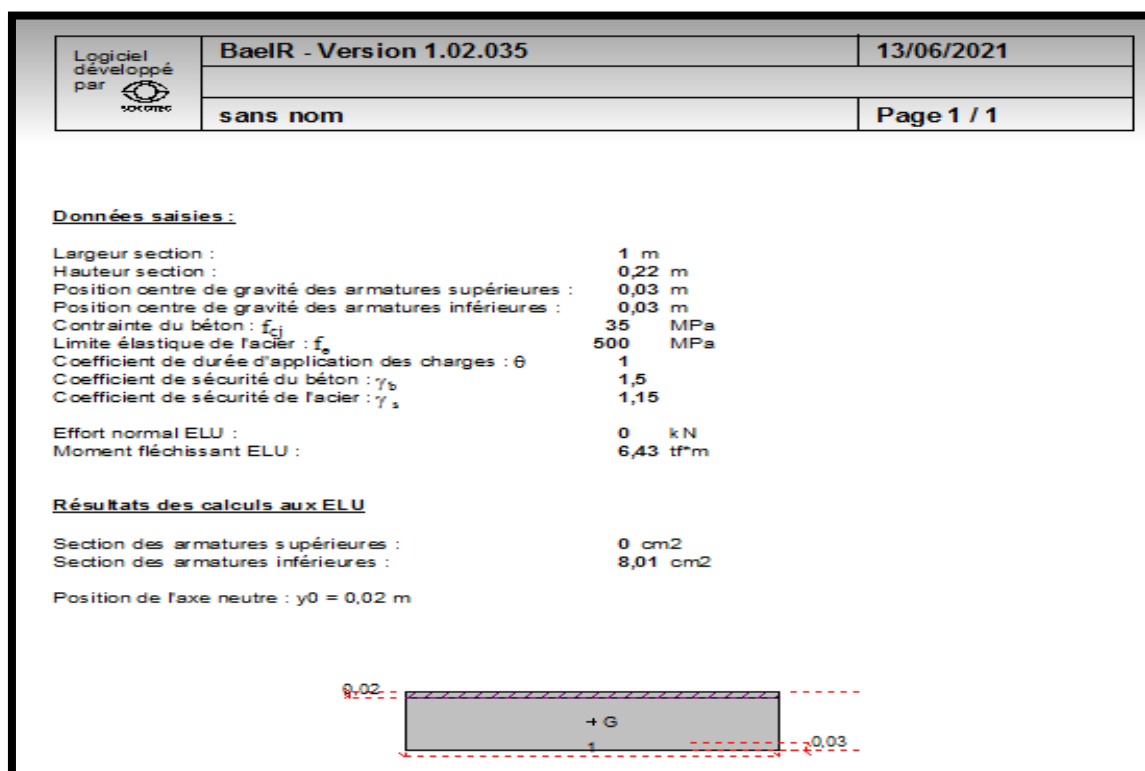 Logiciel
développé
par
SOCOTEC
BaelR - Version 1.02.035
13/06/2021
sans nom
Page 1 / 1
Données saisies :
Largeur section : 1 m
Hauteur section : 0,22 m
Position centre de gravité des armatures supérieures : 0,03 m
Position centre de gravité des armatures inférieures : 0,03 m
Contrainte du béton : fcj 35 MPa
Limite élastique de l'acier : fe 500 MPa
Coefficient de durée d'application des charges : θ 1
Coefficient de sécurité du béton : γb 1,5
Coefficient de sécurité de l'acier : γs 1,15
Effort normal ELU : 0 kN
Moment fléchissant ELU : 6,43 tf*m
Résultats des calculs aux ELU
Section des armatures supérieures : 0 cm2
Section des armatures inférieures : 8,01 cm2
Position de l'axe neutre : y0 = 0,02 m
0,02
+ G
1
0,03